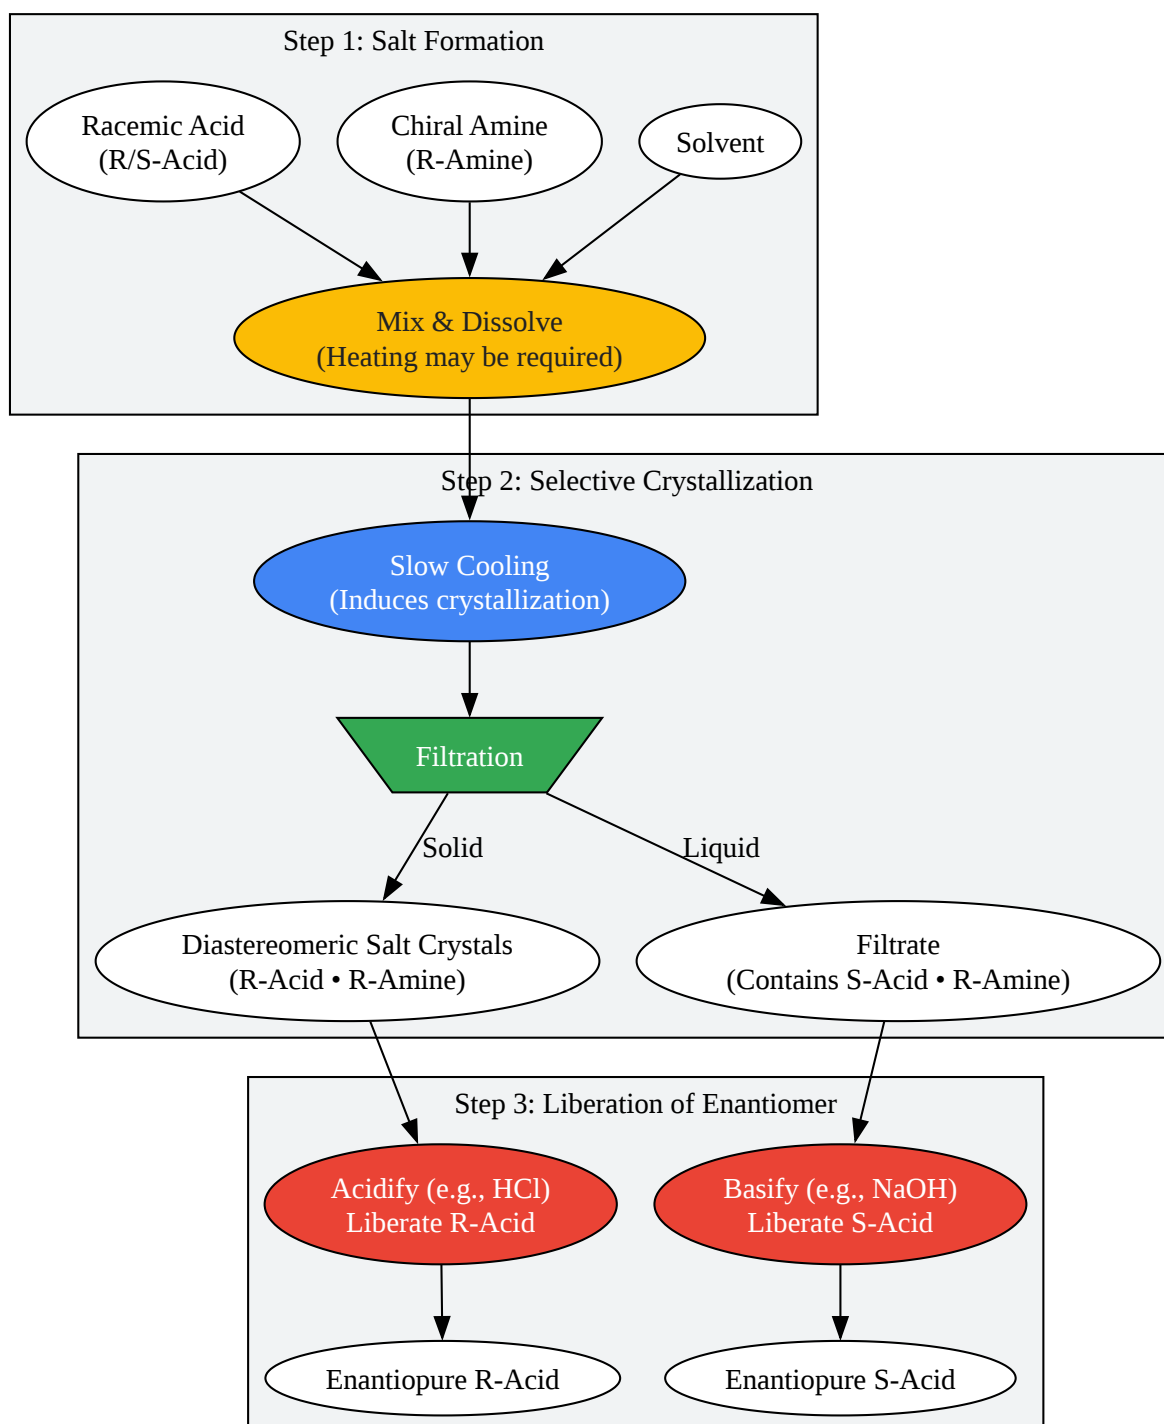 Step 1: Salt Formation
Racemic Acid
(R/S-Acid)
Chiral Amine
(R-Amine)
Solvent
Mix & Dissolve
(Heating may be required)
Step 2: Selective Crystallization
Slow Cooling
(Induces crystallization)
Filtration
Solid
Liquid
Diastereomeric Salt Crystals
(R-Acid • R-Amine)
Filtrate
(Contains S-Acid • R-Amine)
Step 3: Liberation of Enantiomer
Acidify (e.g., HCl)
Liberate R-Acid
Basify (e.g., NaOH)
Liberate S-Acid
Enantiopure R-Acid
Enantiopure S-Acid